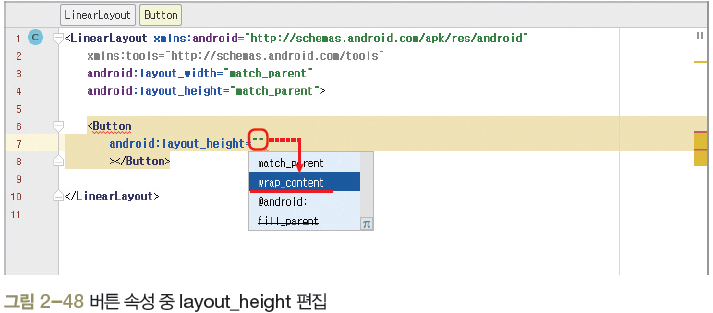 LinearLayout Button
1 <LinearLayout xmlns:android="http://schemas.android.com/apk/res/android"
2 xmlns:tools="http://schemas.android.com/tools"
3 android:layout_width="match_parent"
4 android:layout_height="match_parent">
5
6 <Button
7 android:layout_height=""
match_parent
8 ></Button>
wrap_content
9
@android:
10 </LinearLayout>
fill_parent
11
π
그림 2-48 버튼 속성 중 layout_height 편집